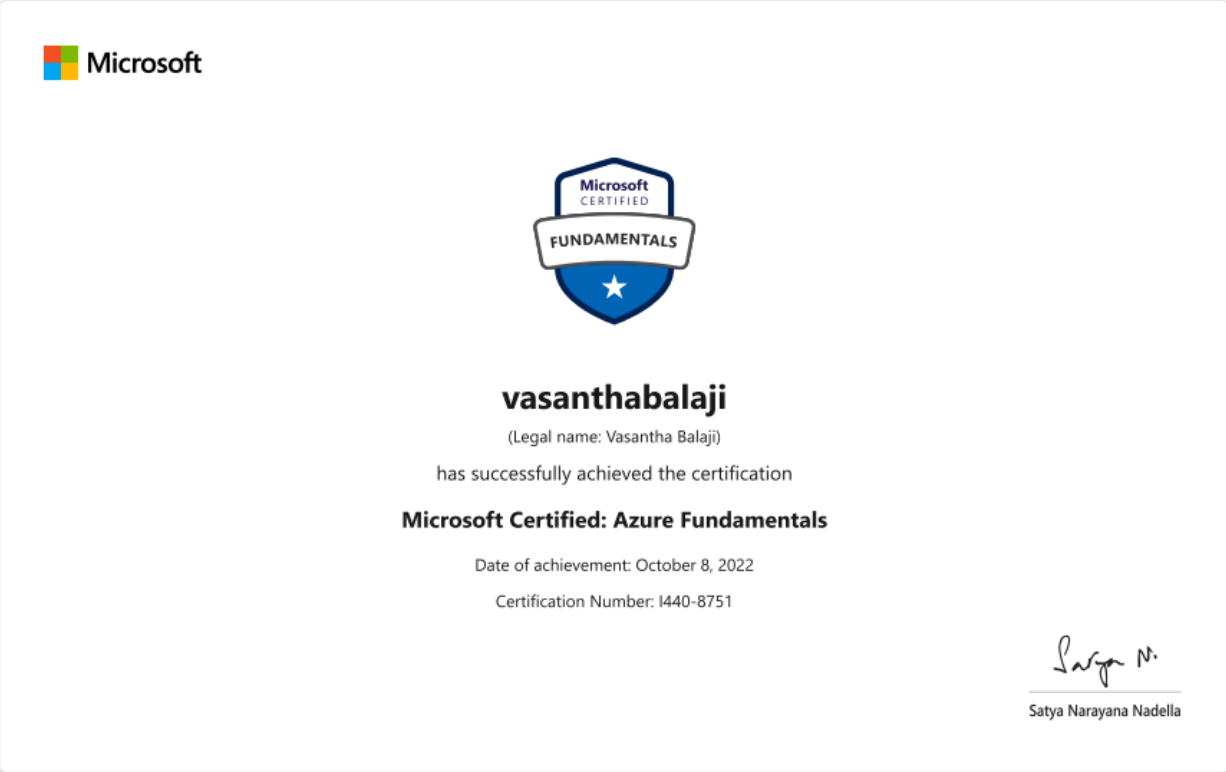 Microsoft
Microsoft
CERTIFIED
FUNDAMENTALS
vasanthabalaji
(Legal name: Vasantha Balaji)
has successfully achieved the certification
Microsoft Certified: Azure Fundamentals
Date of achievement: October 8, 2022
Certification Number: I440-8751
Satya N.
Satya Narayana Nadella